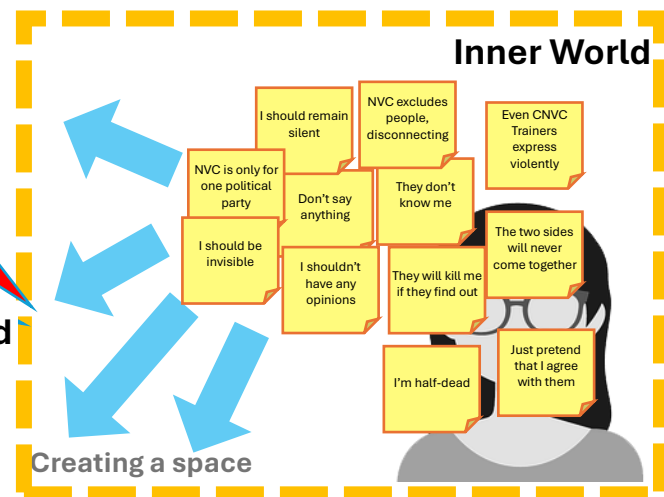 Inner World
I should remain
silent
NVC excludes
people,
disconnecting
Even CNVC
Trainers
express
violently
NVC is only for
one political
party
Don't say
anything
They don't
know me
I should be
invisible
I shouldn't
have any
opinions
They will kill me
if they find out
The two sides
will never
come together
I'm half-dead
Just pretend
that I agree
with them
d
Creating a space